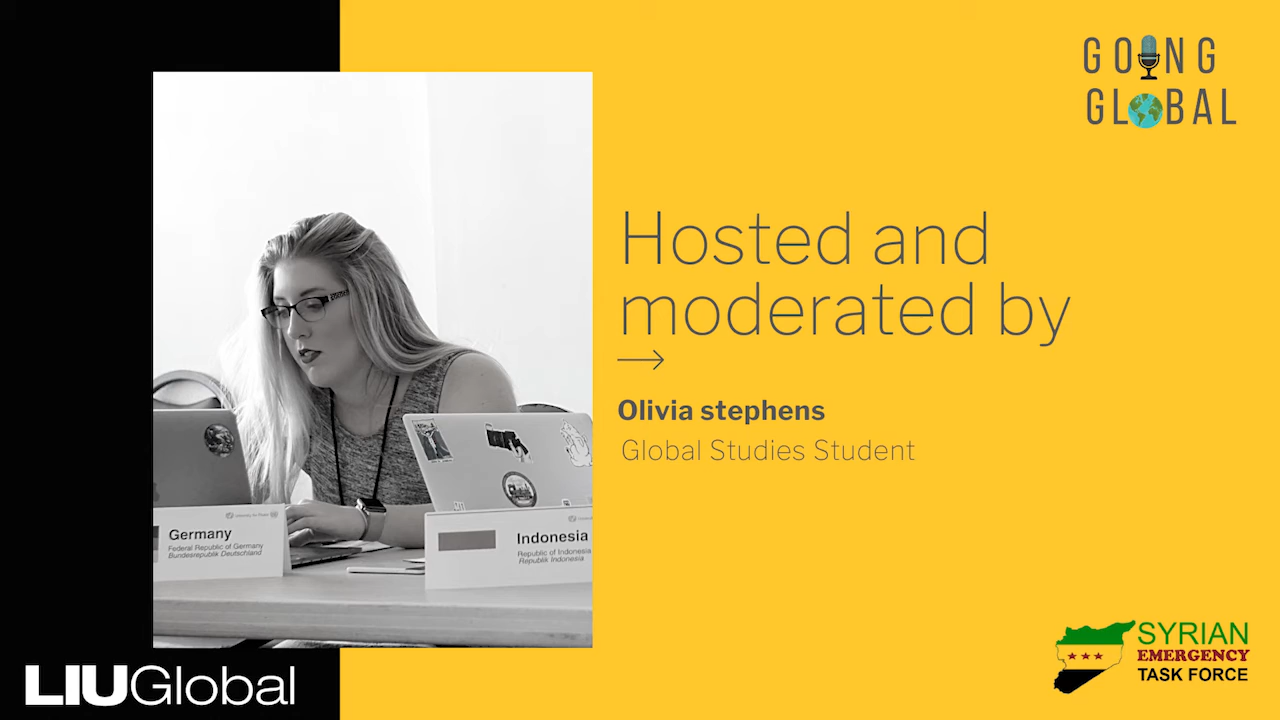 GOING
GLOBAL
Hosted and
moderated by
Olivia stephens
Global Studies Student
Germany
Federal Republic of Germany
Bundesrepublik Deutschland
Indonesia
Republic of Indonesia
Republik Indonesia
LIUGlobal
SYRIAN
EMERGENCY
TASK FORCE